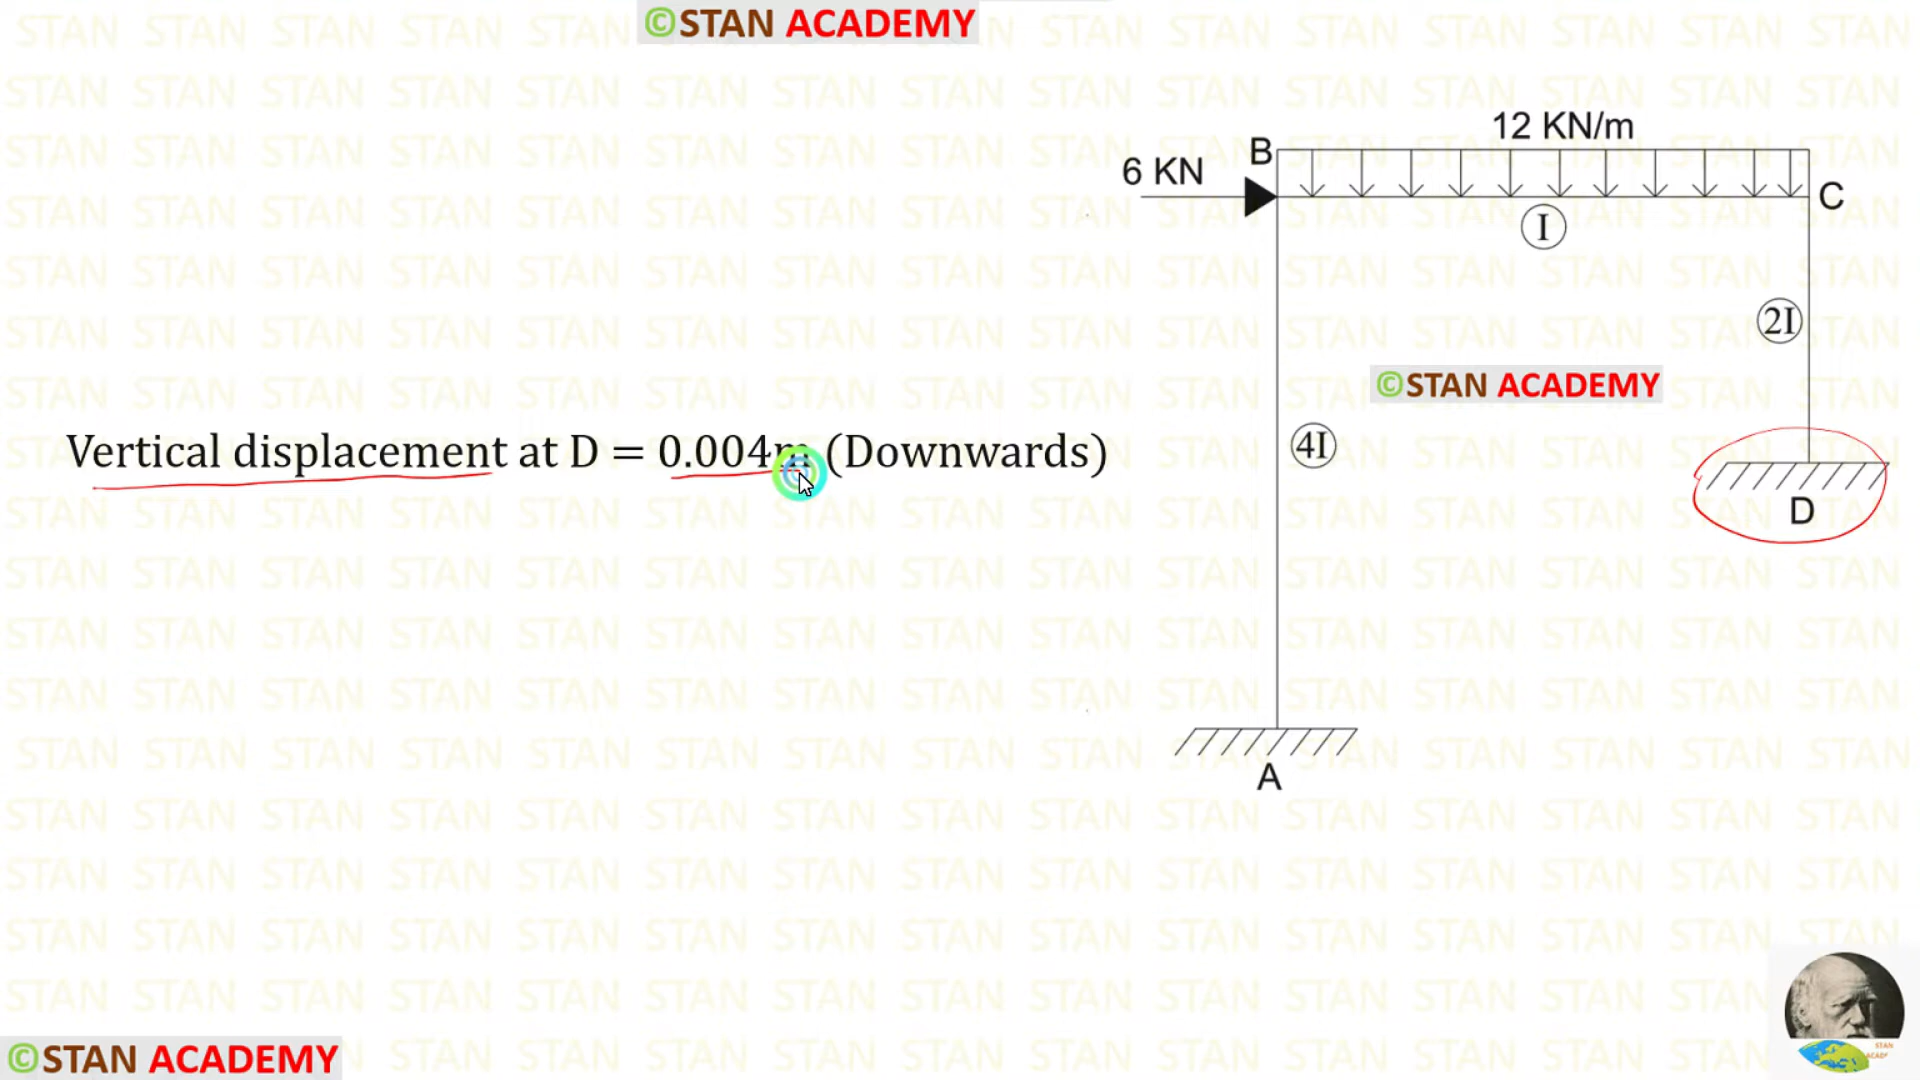 ©STAN ACADEMY
12 KN/m
B
6 KN
C
I
2I
©STAN ACADEMY
Vertical displacement at D = 0.004m (Downwards)
4I
D
A
©STAN ACADEMY